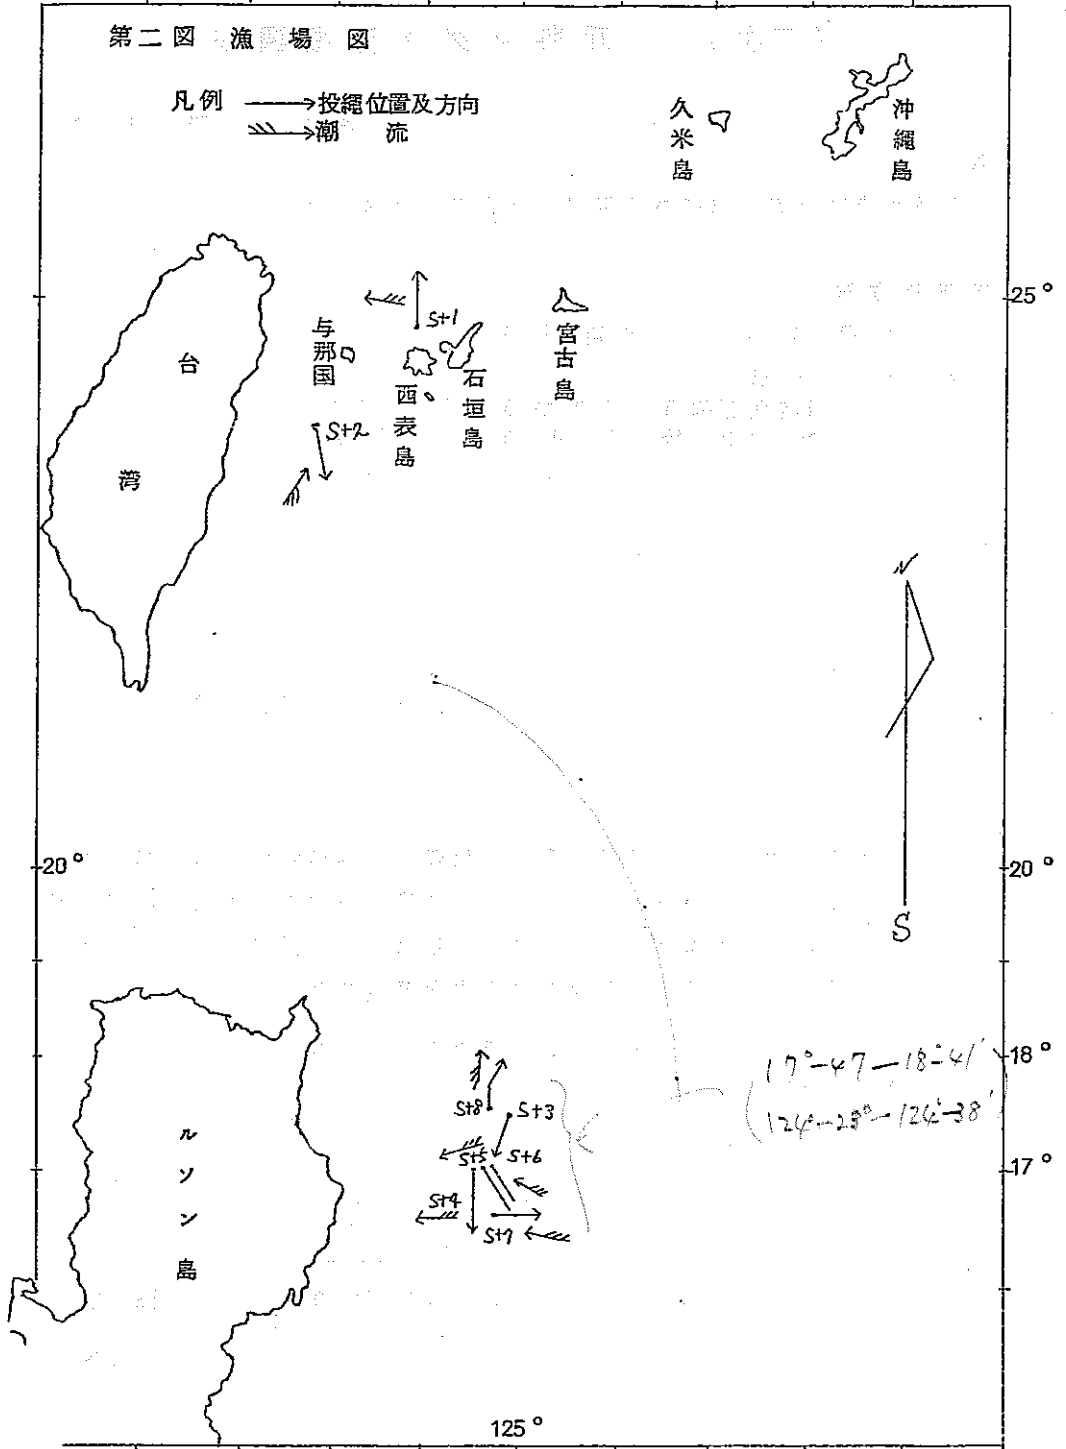 第二図 漁場図
凡例 →投縄位置及方向
→潮流
久米島
沖縄島
25°
宮古島
St1
与那国
石垣島
西表島
St2
台湾
N
S
20°
20°
18°
17°-47-18°-41'
124°-23"-124°-38'
17°
St8
St3
St5
St6
St4
St7
ルソン島
125°